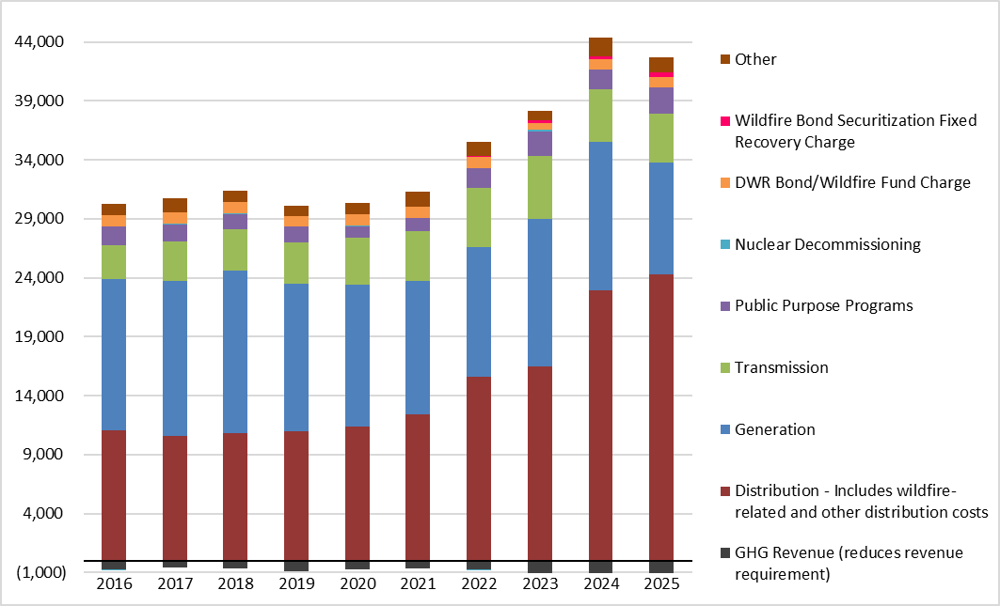 44,000
39,000
34,000
29,000
24,000
19,000
14,000
9,000
4,000
(1,000)
2016 2017 2018 2019 2020 2021 2022 2023 2024 2025
Other
Wildfire Bond Securitization Fixed
Recovery Charge
DWR Bond/Wildfire Fund Charge
Nuclear Decommissioning
Public Purpose Programs
Transmission
Generation
Distribution - Includes wildfire-
related and other distribution costs
GHG Revenue (reduces revenue
requirement)